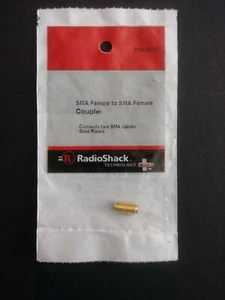 SMA Female to SMA Female
Coupler
Connects two SMA cables
Gold Plated
RadioShack
TECHNOLOGY